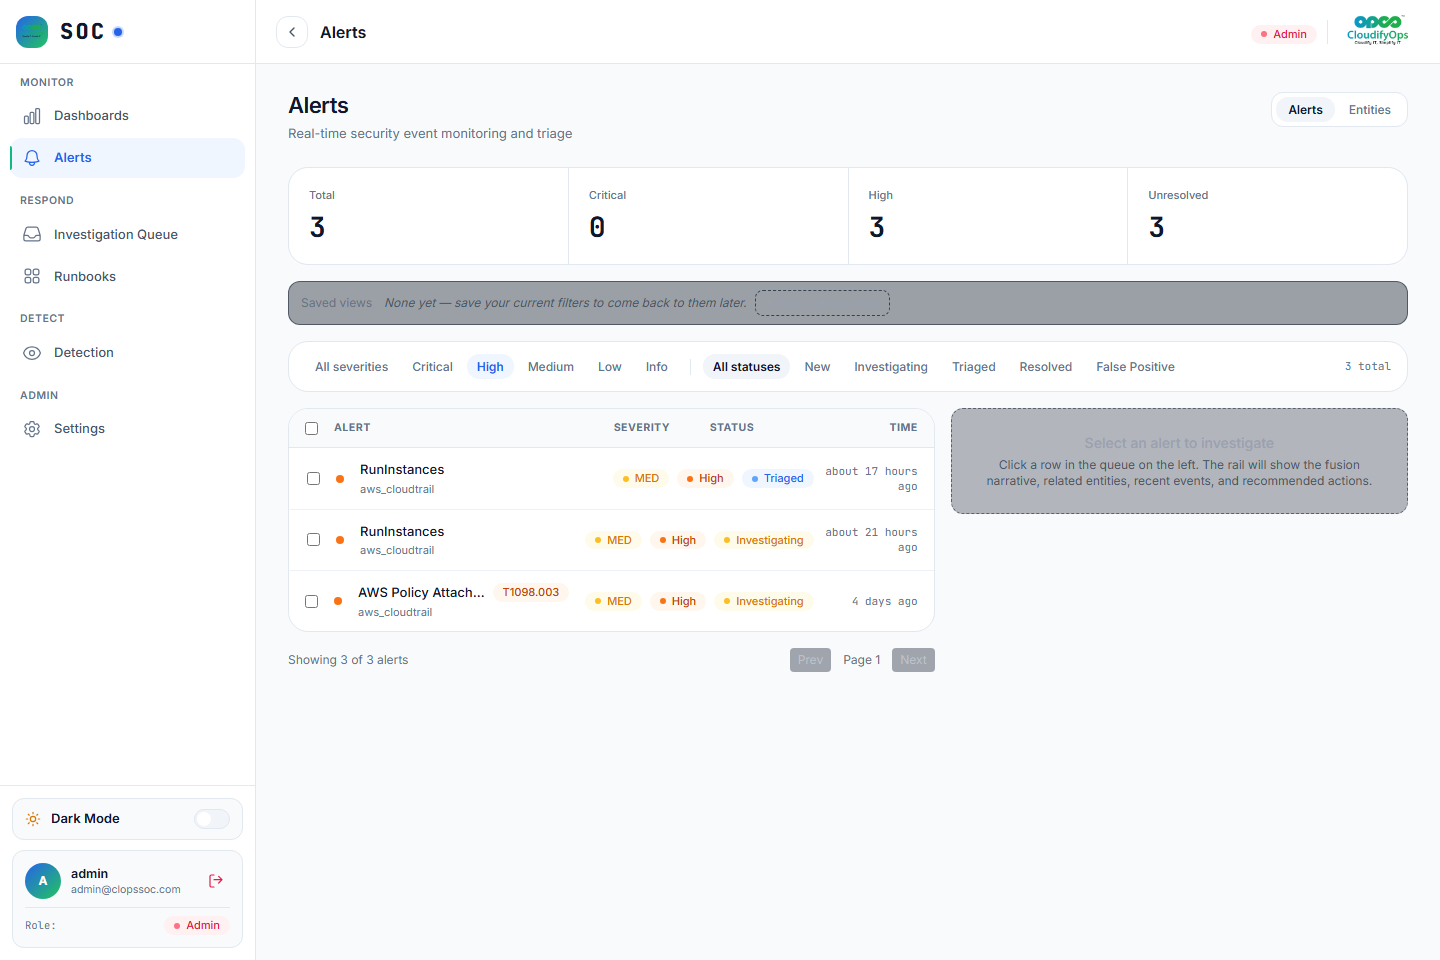 SOC
Alerts
Admin
CloudifyOps
Cloudify IT. Simplify IT
MONITOR
Dashboards
Alerts
RESPOND
Investigation Queue
Runbooks
DETECT
Detection
ADMIN
Settings
Alerts
Real-time security event monitoring and triage
Alerts Entities
Total Critical High Unresolved
3 0 3 3
Saved views None yet — save your current filters to come back to them later.
All severities Critical High Medium Low Info All statuses New Investigating Triaged Resolved False Positive 3 total
ALERT SEVERITY STATUS TIME
RunInstances
aws_cloudtrail
MED High Triaged
about 17 hours
ago
RunInstances
aws_cloudtrail
MED High Investigating
about 21 hours
ago
AWS Policy Attach... T1098.003
aws_cloudtrail
MED High Investigating
4 days ago
Showing 3 of 3 alerts
Prev Page 1 Next
Select an alert to investigate
Click a row in the queue on the left. The rail will show the fusion
narrative, related entities, recent events, and recommended actions.
Dark Mode
A
admin
admin@clopssoc.com
Role: Admin